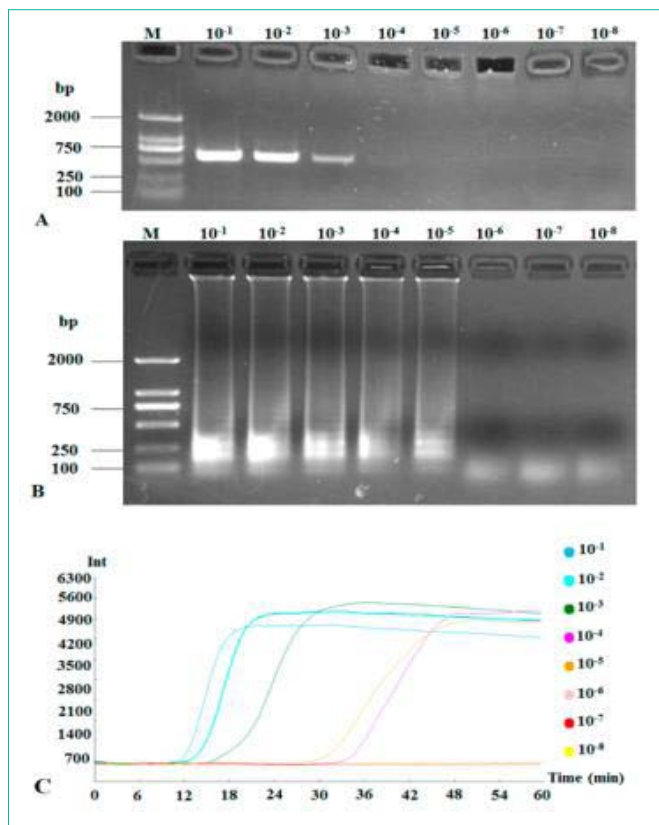 M 10⁻¹ 10⁻² 10⁻³ 10⁻⁴ 10⁻⁵ 10⁻⁶ 10⁻⁷ 10⁻⁸
bp
2000
750
250
100
A
M 10⁻¹ 10⁻² 10⁻³ 10⁻⁴ 10⁻⁵ 10⁻⁶ 10⁻⁷ 10⁻⁸
bp
2000
750
250
100
B
Int
6300
5600
4900
4200
3500
2800
2100
1400
700
10⁻¹
10⁻²
10⁻³
10⁻⁴
10⁻⁵
10⁻⁶
10⁻⁷
10⁻⁸
C
Time (min)
0 6 12 18 24 30 36 42 48 54 60